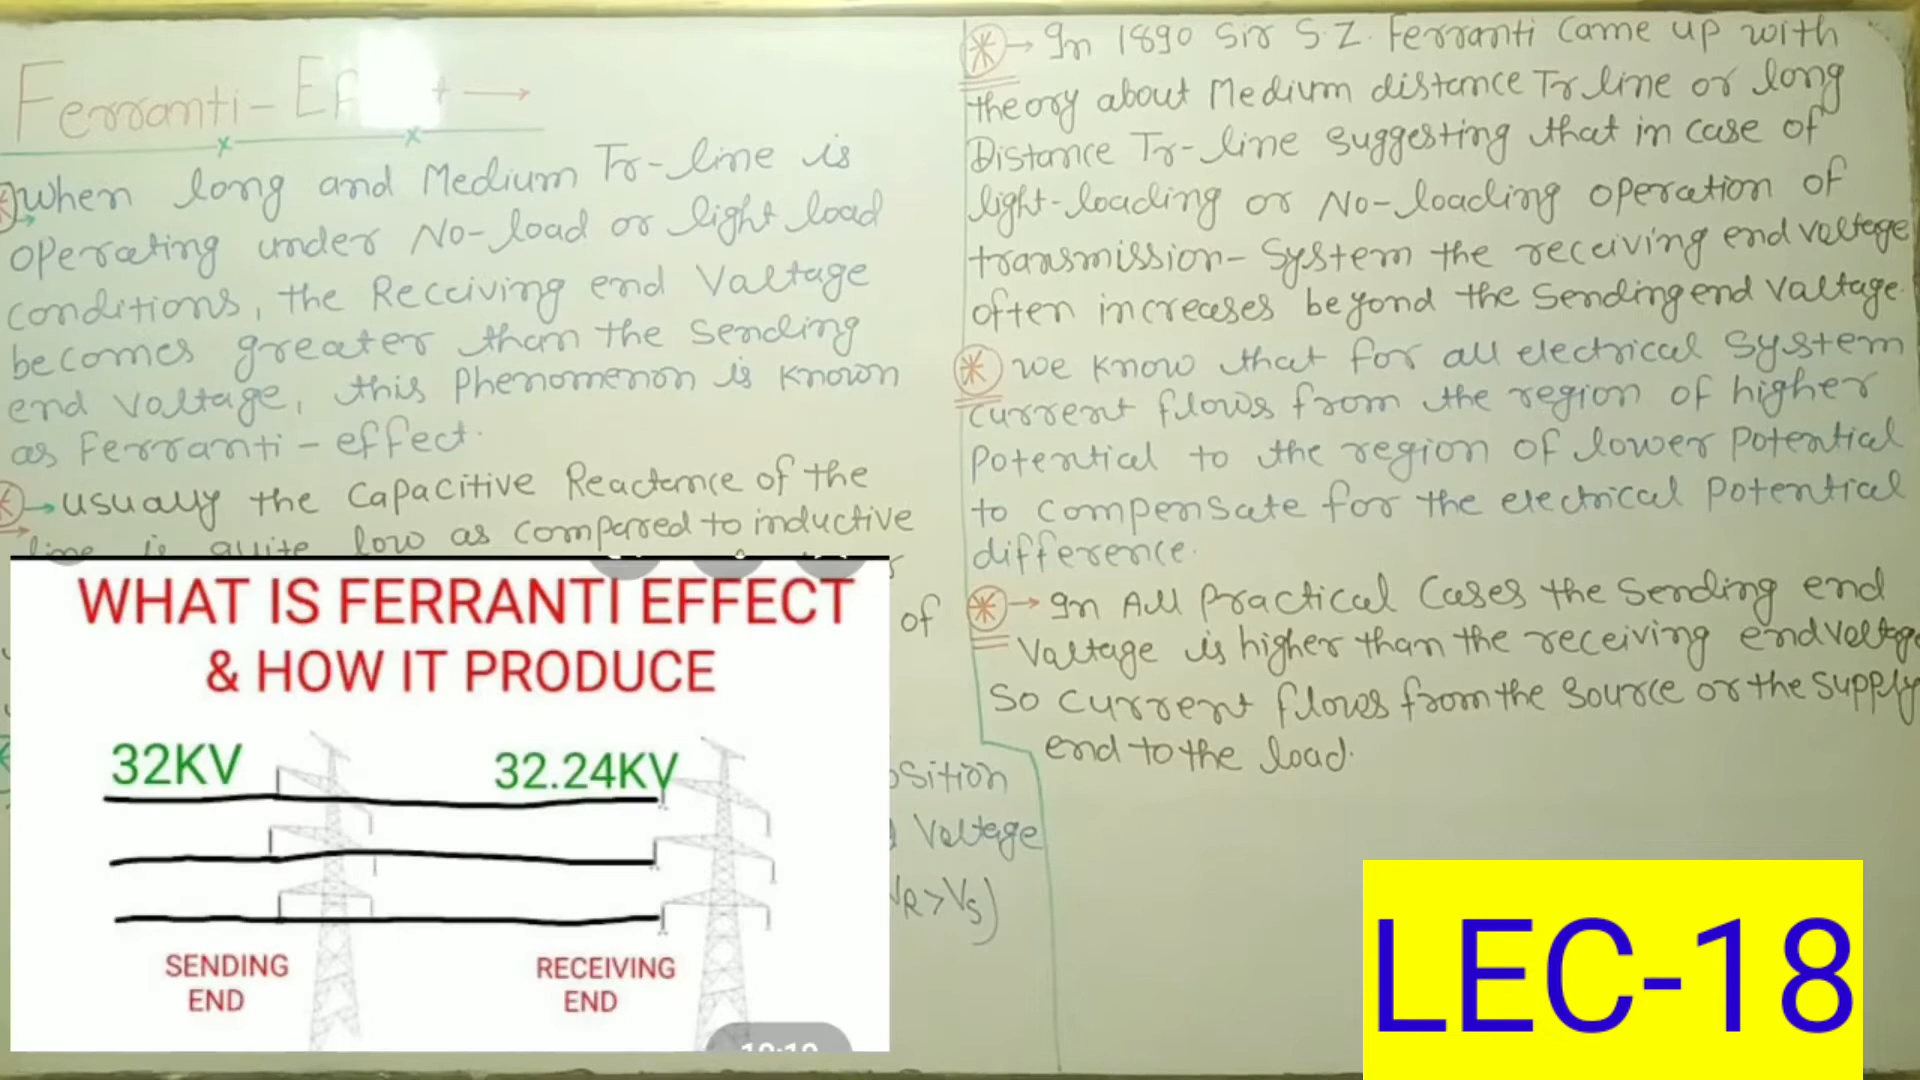 Ferranti-Ef t →
When long and Medium Tr-line is
operating under No-load or light load
conditions, the Receiving end Valtage
becomes greater than the sending
end Voltage, this Phenomenon is known
as Ferranti-effect.
→ usually the Capacitive Reactance of the
line is quite low as compared to inductive
of
Voltage
VR>VS)
WHAT IS FERRANTI EFFECT
& HOW IT PRODUCE
32KV 32.24KV
SENDING
END
RECEIVING
END
→ In 1890 Sir S.Z. Ferranti Came up with
theory about Medium distance Tr line or long
Distance Tr-line suggesting that in case of
light-loading or No-loading operation of
transmission-System the receiving end voltage
often increases beyond the Sending end Valtage.
we know that for all electrical System
Current flows from the region of higher
Potential to the region of lower Potential
to compensate for the electrical Potential
difference.
→ In All Practical Cases the Sending end
Valtage is higher than the receiving end voltage
So Current flows from the Source or the supply
end to the load.
LEC-18